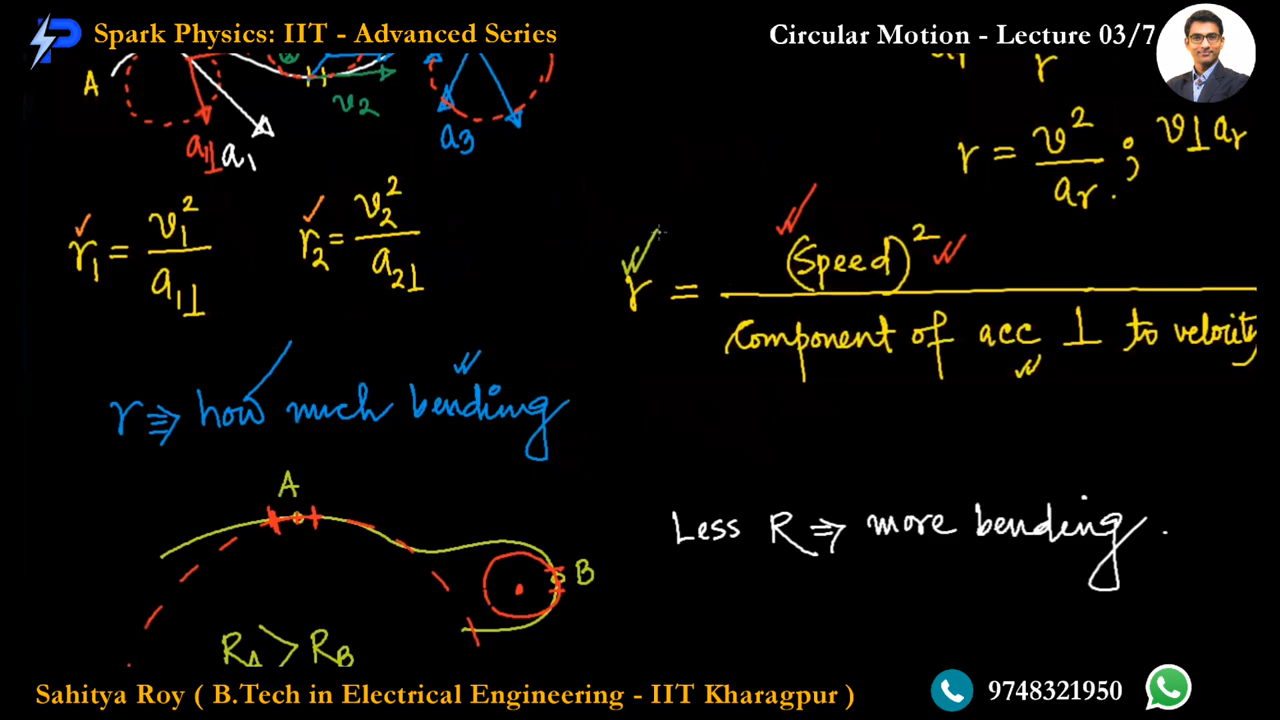 Spark Physics: IIT - Advanced Series
Circular Motion - Lecture 03/7
A
v2
a3
a1⊥ a1
r
r = v² / ar ; v⊥ar
r1 = v1² / a1⊥
r2 = v2² / a2⊥
r = (Speed)² / Component of acc ⊥ to velocity
r ⇛ how much bending
A
B
Less R ⇛ more bending.
RA > RB
Sahitya Roy ( B.Tech in Electrical Engineering - IIT Kharagpur )
9748321950